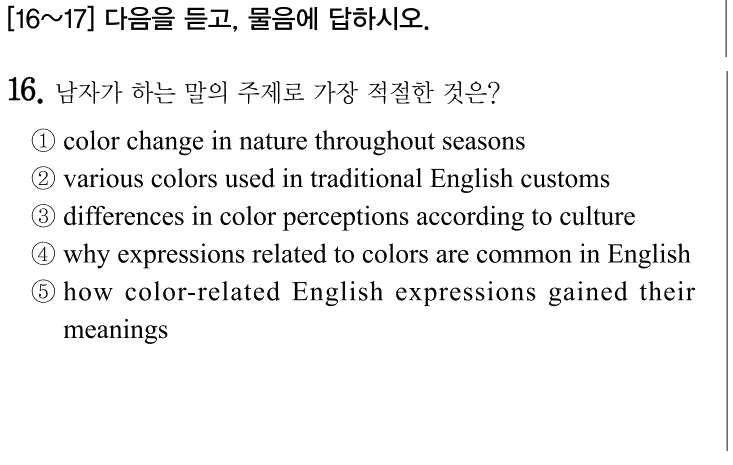 [16～17] 다음을 듣고, 물음에 답하시오.
16. 남자가 하는 말의 주제로 가장 적절한 것은?
① color change in nature throughout seasons
② various colors used in traditional English customs
③ differences in color perceptions according to culture
④ why expressions related to colors are common in English
⑤ how color-related English expressions gained their
meanings